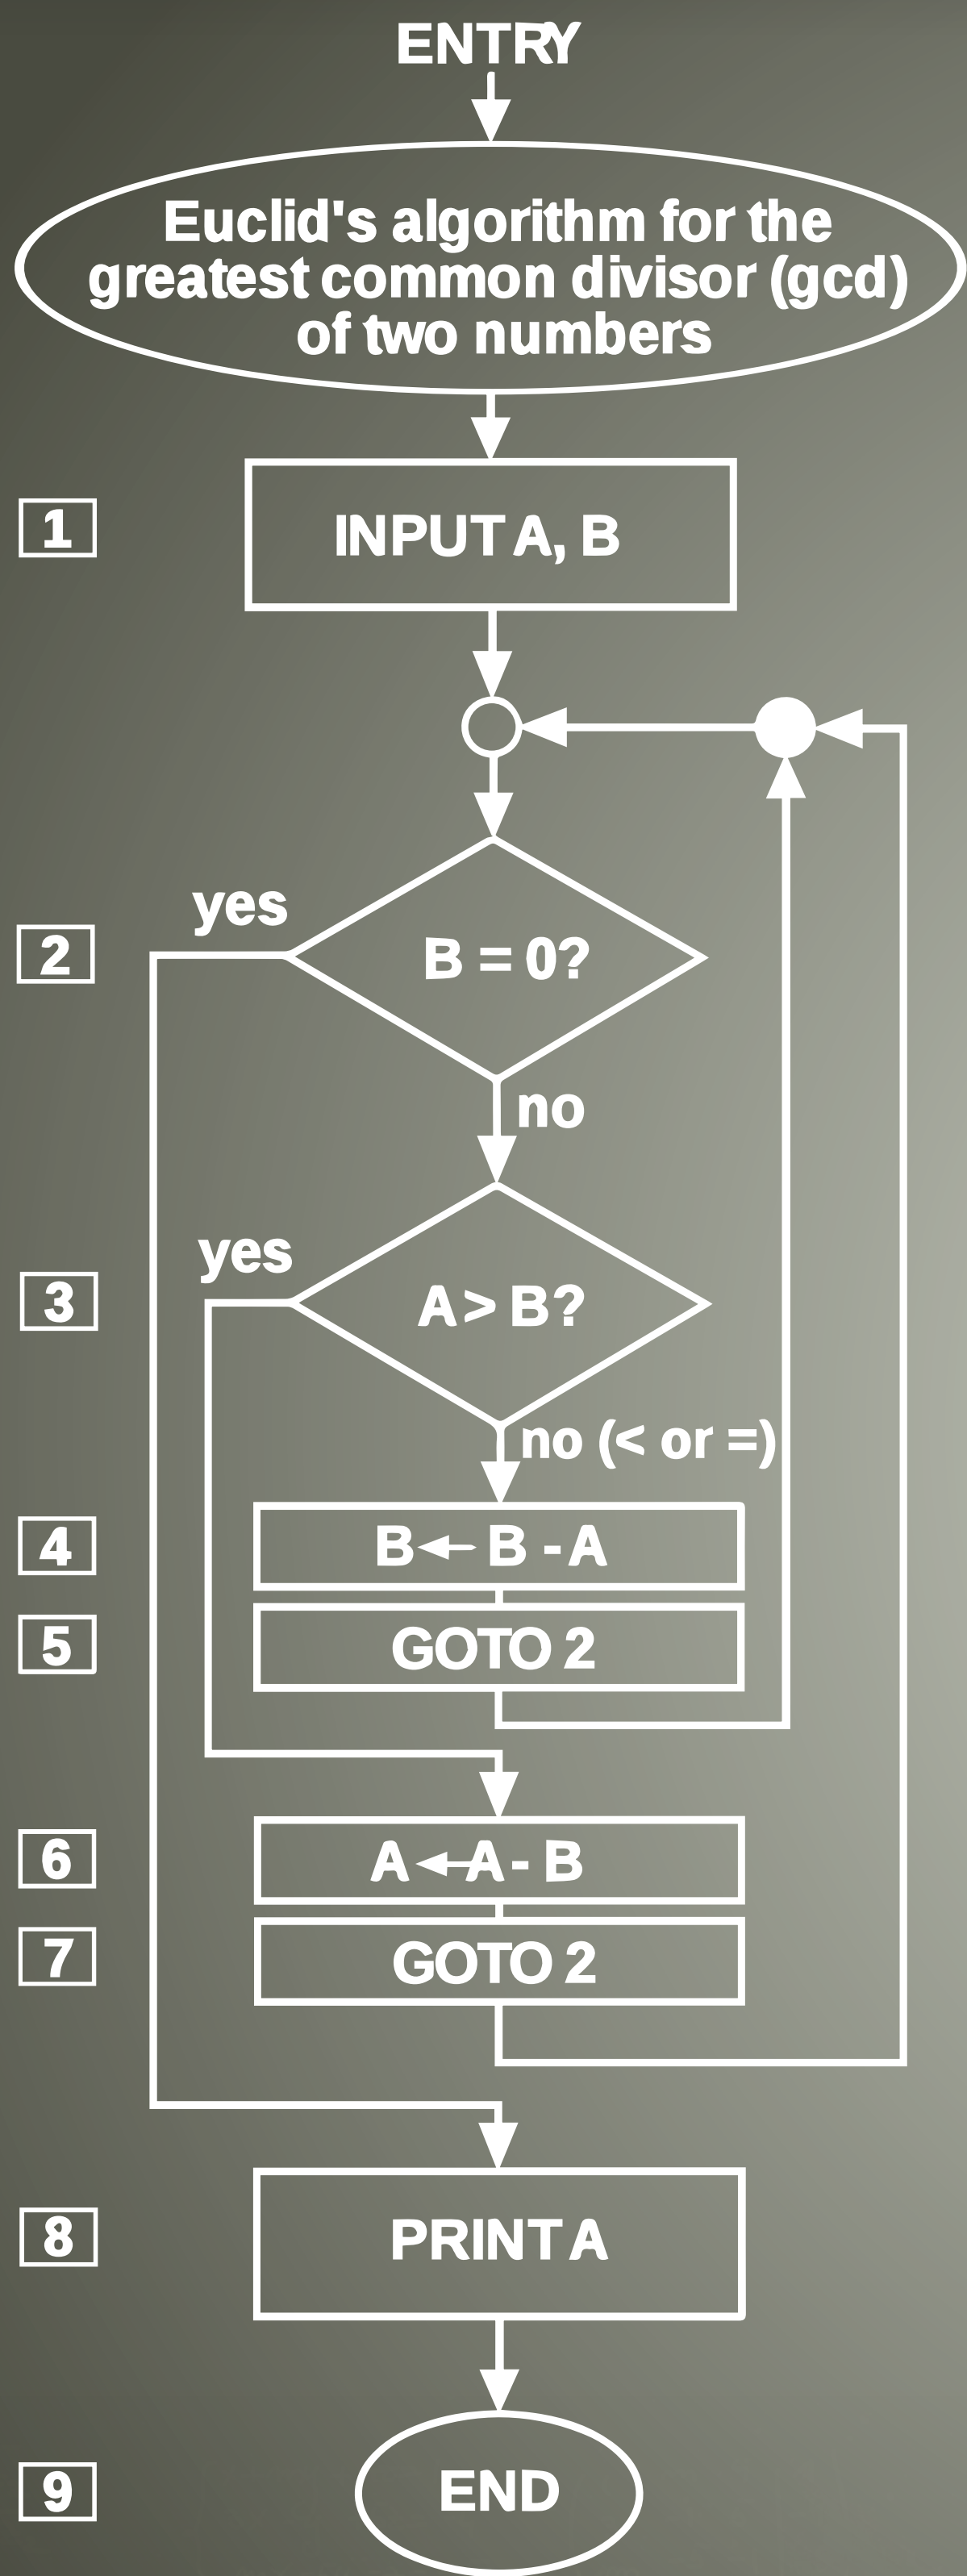 ENTRY
Euclid's algorithm for the
greatest common divisor (gcd)
of two numbers
1
INPUT A, B
yes
2
B = 0?
no
yes
3
A > B?
no (< or =)
4
B ← B - A
5
GOTO 2
6
A ← A - B
7
GOTO 2
8
PRINT A
9
END